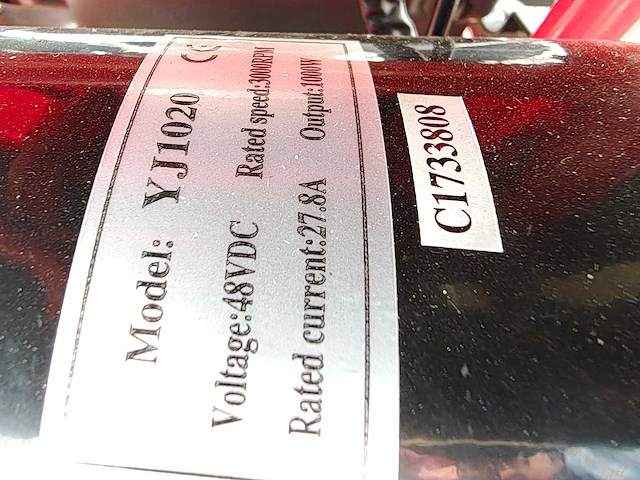 Model: YJ1020 CE
Voltage:48VDC Rated speed:3000RPM
Rated current:27.8A Output:1000W
C1733808